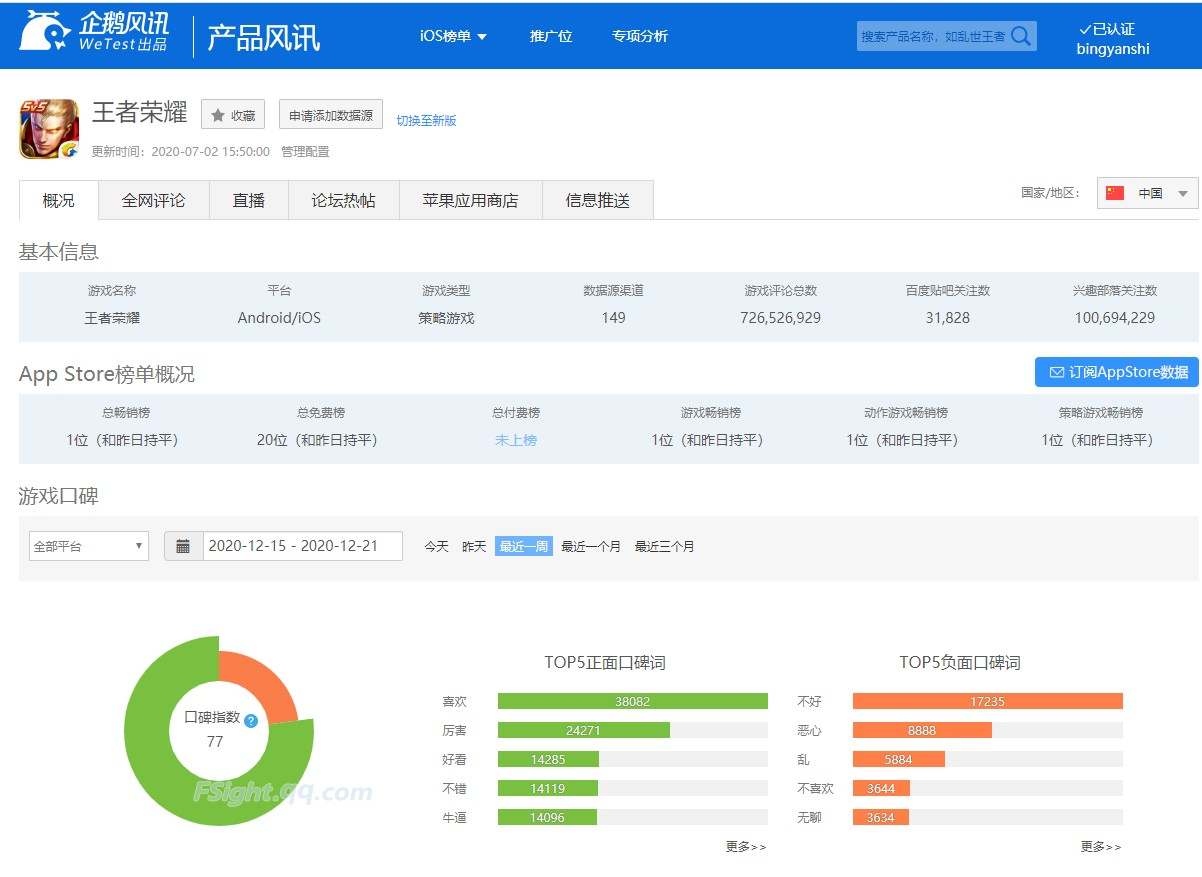 企鹅风讯
WeTest出品
产品风讯
iOS榜单 推广位 专项分析
搜索产品名称，如乱世王者
已认证
bingyanshi
5v5
王者荣耀 收藏 申请添加数据源 切换至新版
更新时间：2020-07-02 15:50:00 管理配置
概况 全网评论 直播 论坛热帖 苹果应用商店 信息推送 国家/地区： 中国
基本信息
游戏名称 平台 游戏类型 数据源渠道 游戏评论总数 百度贴吧关注数 兴趣部落关注数
王者荣耀 Android/iOS 策略游戏 149 726,526,929 31,828 100,694,229
App Store榜单概况 订阅AppStore数据
总畅销榜 总免费榜 总付费榜 游戏畅销榜 动作游戏畅销榜 策略游戏畅销榜
1位（和昨日持平） 20位（和昨日持平） 未上榜 1位（和昨日持平） 1位（和昨日持平） 1位（和昨日持平）
游戏口碑
全部平台 2020-12-15 - 2020-12-21 今天 昨天 最近一周 最近一个月 最近三个月
口碑指数 ?
77
FSight.qq.com
TOP5正面口碑词
喜欢 38082
厉害 24271
好看 14285
不错 14119
牛逼 14096
更多>>
TOP5负面口碑词
不好 17235
恶心 8888
乱 5884
不喜欢 3644
无聊 3634
更多>>